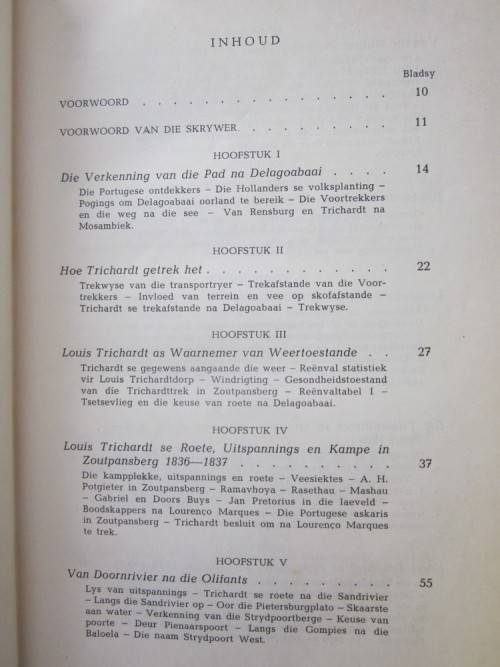 INHOUD
Bladsy
VOORWOORD . . . . . . . . . . . . . . . . 10
VOORWOORD VAN DIE SKRYWER. . . . . . . . . 11
HOOFSTUK I
Die Verkenning van die Pad na Delagoabaai . . . . 14
Die Portugese ontdekkers – Die Hollanders se volksplanting –
Pogings om Delagoabaai oorland te bereik – Die Voortrekkers
en die weg na die see – Van Rensburg en Trichardt na
Mosambiek.
HOOFSTUK II
Hoe Trichardt getrek het . . . . . . . . . . . . 22
Trekwyse van die transportryer – Trekafstande van die Voor-
trekkers – Invloed van terrein en vee op skofafstande –
Trichardt se trekafstande na Delagoabaai – Trekwyse.
HOOFSTUK III
Louis Trichardt as Waarnemer van Weertoestande . . 27
Trichardt se gegewens aangaande die weer – Reënval statistiek
vir Louis Trichardtdorp – Windrigting – Gesondheidstoestand
van die Trichardttrek in Zoutpansberg – Reënvaltabel I –
Tsetsevlieg en die keuse van roete na Delagoabaai.
HOOFSTUK IV
Louis Trichardt se Roete, Uitspannings en Kampe in
Zoutpansberg 1836—1837 . . . . . . . . . . 37
Die kampplekke, uitspannings en roete – Veesiektes – A. H.
Potgieter in Zoutpansberg – Ramavhoya – Rasethau – Mashau
– Gabriel en Doors Buys – Jan Pretorius in die laeveld –
Boodskappers na Lourenço Marques – Die Portugese askaris
in Zoutpansberg – Trichardt besluit om na Lourenço Marques
te trek.
HOOFSTUK V
Van Doornrivier na die Olifants . . . . . . . . . 55
Lys van uitspannings – Trichardt se roete na die Sandrivier
– Langs die Sandrivier op – Oor die Pietersburgplato – Skaarste
aan water – Verkenning van die Strydpoortberge – Keuse van
poorte – Deur Pienaarspoort – Langs die Gompies na die
Baloela – Die naam Strydpoort West.